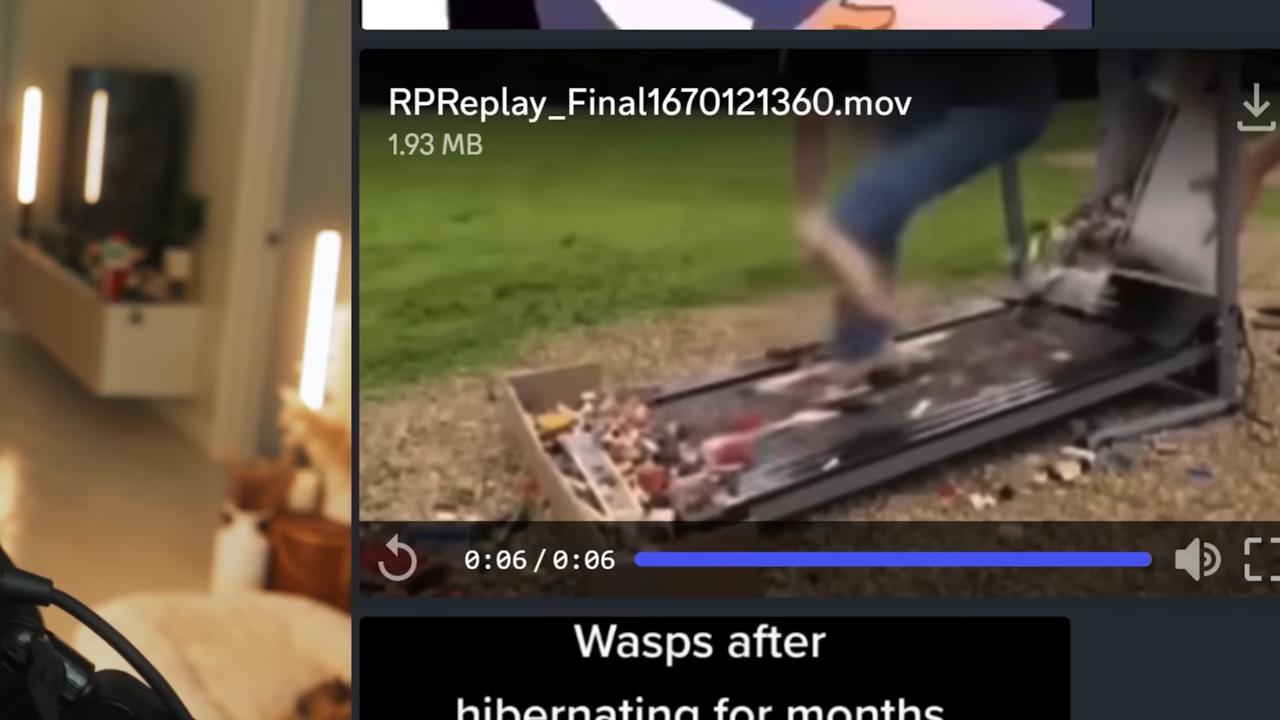 RPReplay_Final1670121360.mov
1.93 MB
0:06/0:06
Wasps after
hibernating for months